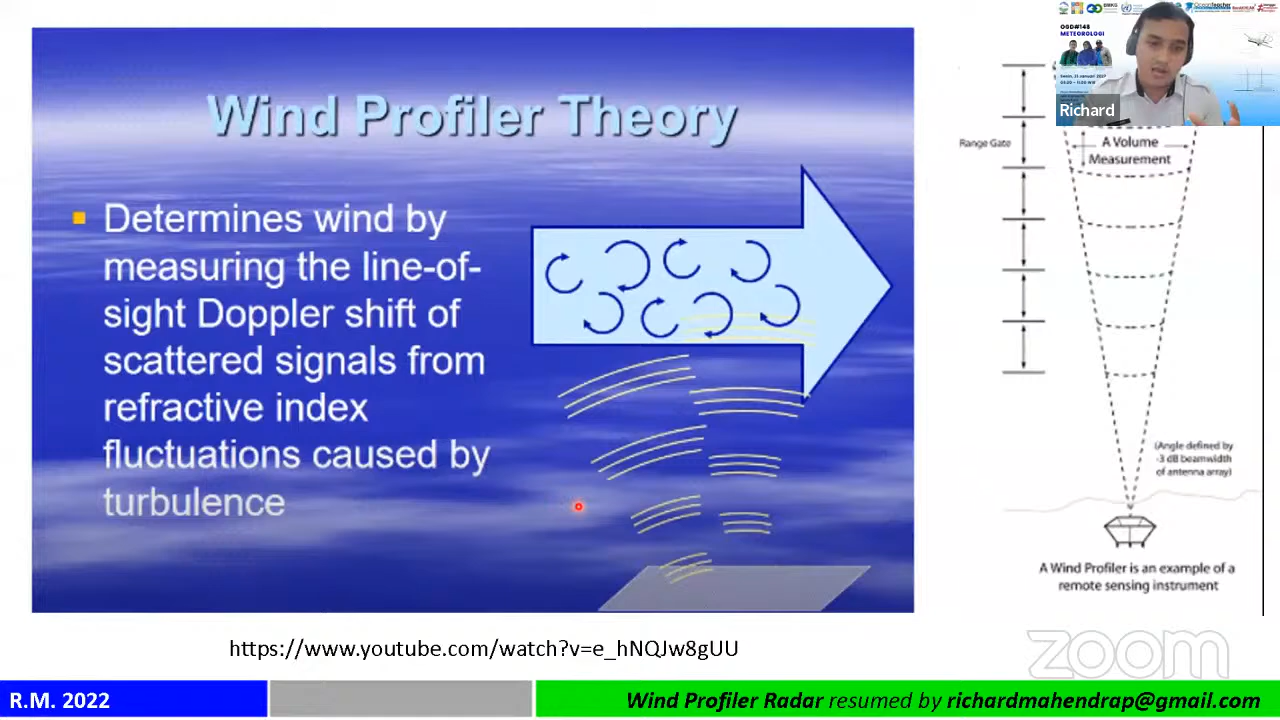 Wind Profiler Theory
Determines wind by
measuring the line-of-
sight Doppler shift of
scattered signals from
refractive index
fluctuations caused by
turbulence
https://www.youtube.com/watch?v=e_hNQJw8gUU
OGD#148
METEOROLOGI
Richard
Range Gate
A Volume
Measurement
(Angle defined by
-3 dB beamwidth
of antenna array)
A Wind Profiler is an example of a
remote sensing instrument
zoom
R.M. 2022
Wind Profiler Radar resumed by richardmahendrap@gmail.com